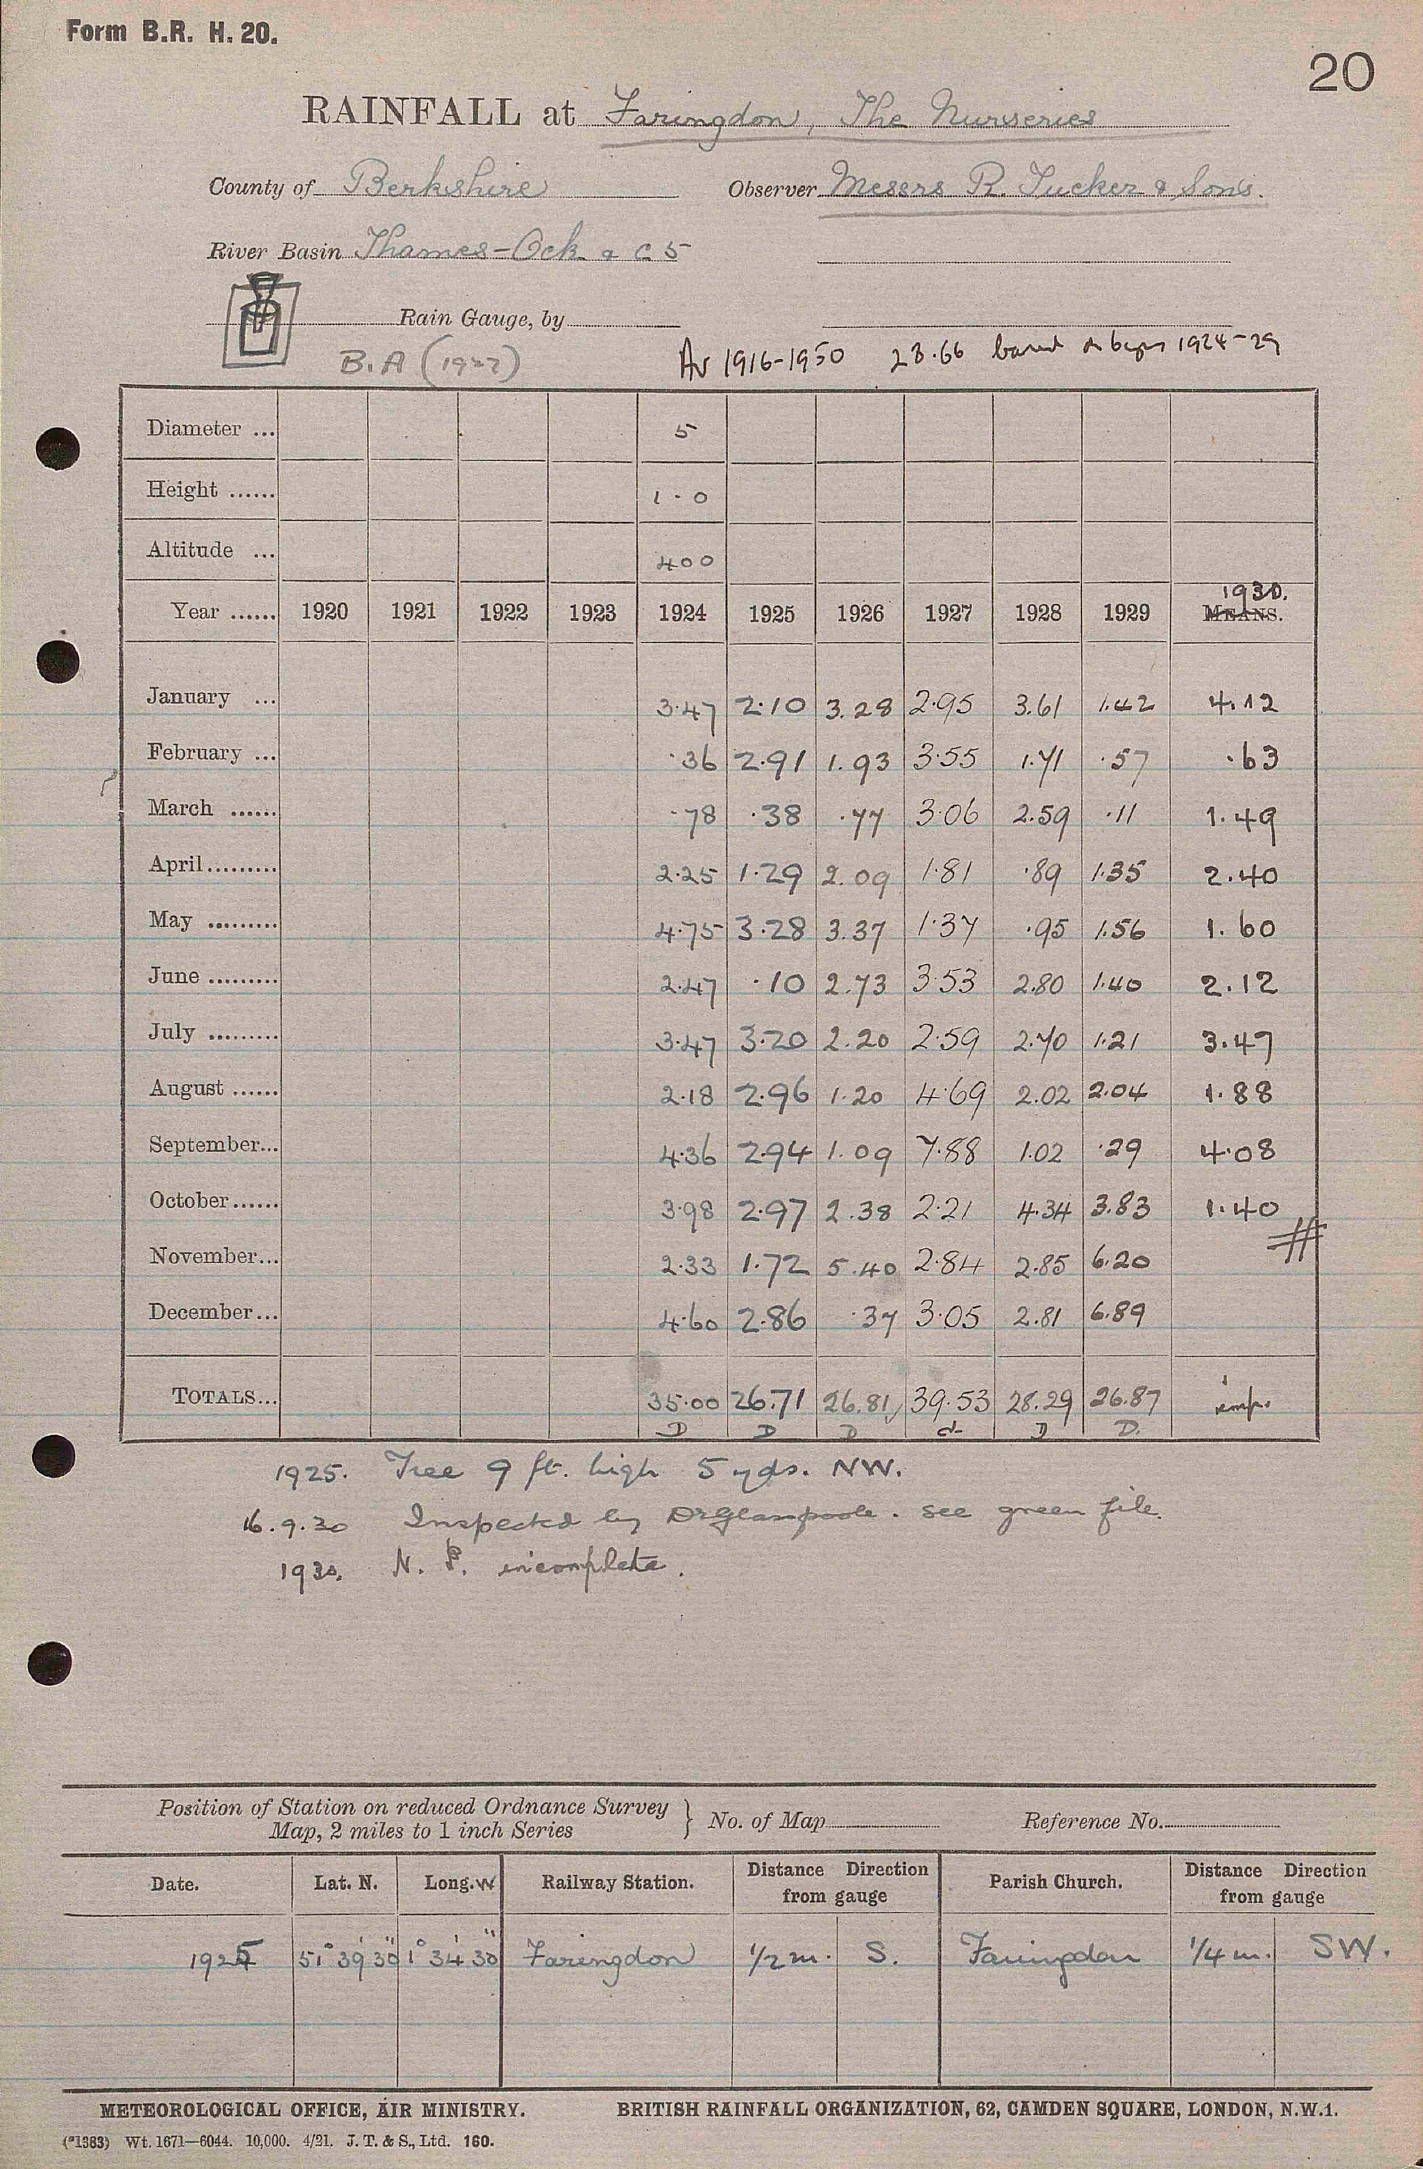 Form B.R. H. 20.
20
RAINFALL at Faringdon, The Nurseries
County of Berkshire Observer Messrs R. Tucker & Sons.
River Basin Thames-Ock & C 5
Rain Gauge, by
B.A (1927) Av 1916-1950 28.66 based on 6 yrs 1924-29
Diameter ... 5
Height ...... 1-0
Altitude ... 400
1930.
Year ...... 1920 1921 1922 1923 1924 1925 1926 1927 1928 1929 MEANS.
January ... 3.47 2.10 3.28 2.95 3.61 1.42 4.12
February ... .36 2.91 1.93 3.55 1.71 .57 .63
March ...... .78 .38 .77 3.06 2.59 .11 1.49
April......... 2.25 1.29 2.09 1.81 .89 1.35 2.40
May ......... 4.75 3.28 3.37 1.37 .95 1.56 1.60
June ......... 2.47 .10 2.73 3.53 2.80 1.40 2.12
July ......... 3.47 3.20 2.20 2.59 2.70 1.21 3.47
August ...... 2.18 2.96 1.20 4.69 2.02 2.04 1.88
September... 4.36 2.94 1.09 7.88 1.02 .29 4.08
October...... 3.98 2.97 2.38 2.21 4.34 3.83 1.40
November... 2.33 1.72 5.40 2.84 2.85 6.20
December... 4.60 2.86 .37 3.05 2.81 6.89
TOTALS... 35.00 26.71 26.81 39.53 28.29 26.87 imp.
D D D d D D.
1925. Tree 9 ft. high 5 yds. NW.
16.9.30 Inspected by Dr Glasspoole. see green file.
1930. N. P. incomplete.
Position of Station on reduced Ordnance Survey Map, 2 miles to 1 inch Series } No. of Map Reference No.
Date. Lat. N. Long. W Railway Station. Distance Direction from gauge Parish Church. Distance Direction from gauge
1925 51° 39' 30" 1° 34' 30" Faringdon 1/2 m. S. Faringdon 1/4 m. SW.
METEOROLOGICAL OFFICE, AIR MINISTRY. BRITISH RAINFALL ORGANIZATION, 62, CAMDEN SQUARE, LONDON, N.W.1.
(*1383) Wt. 1671—6044. 10,000. 4/21. J. T. & S., Ltd. 160.